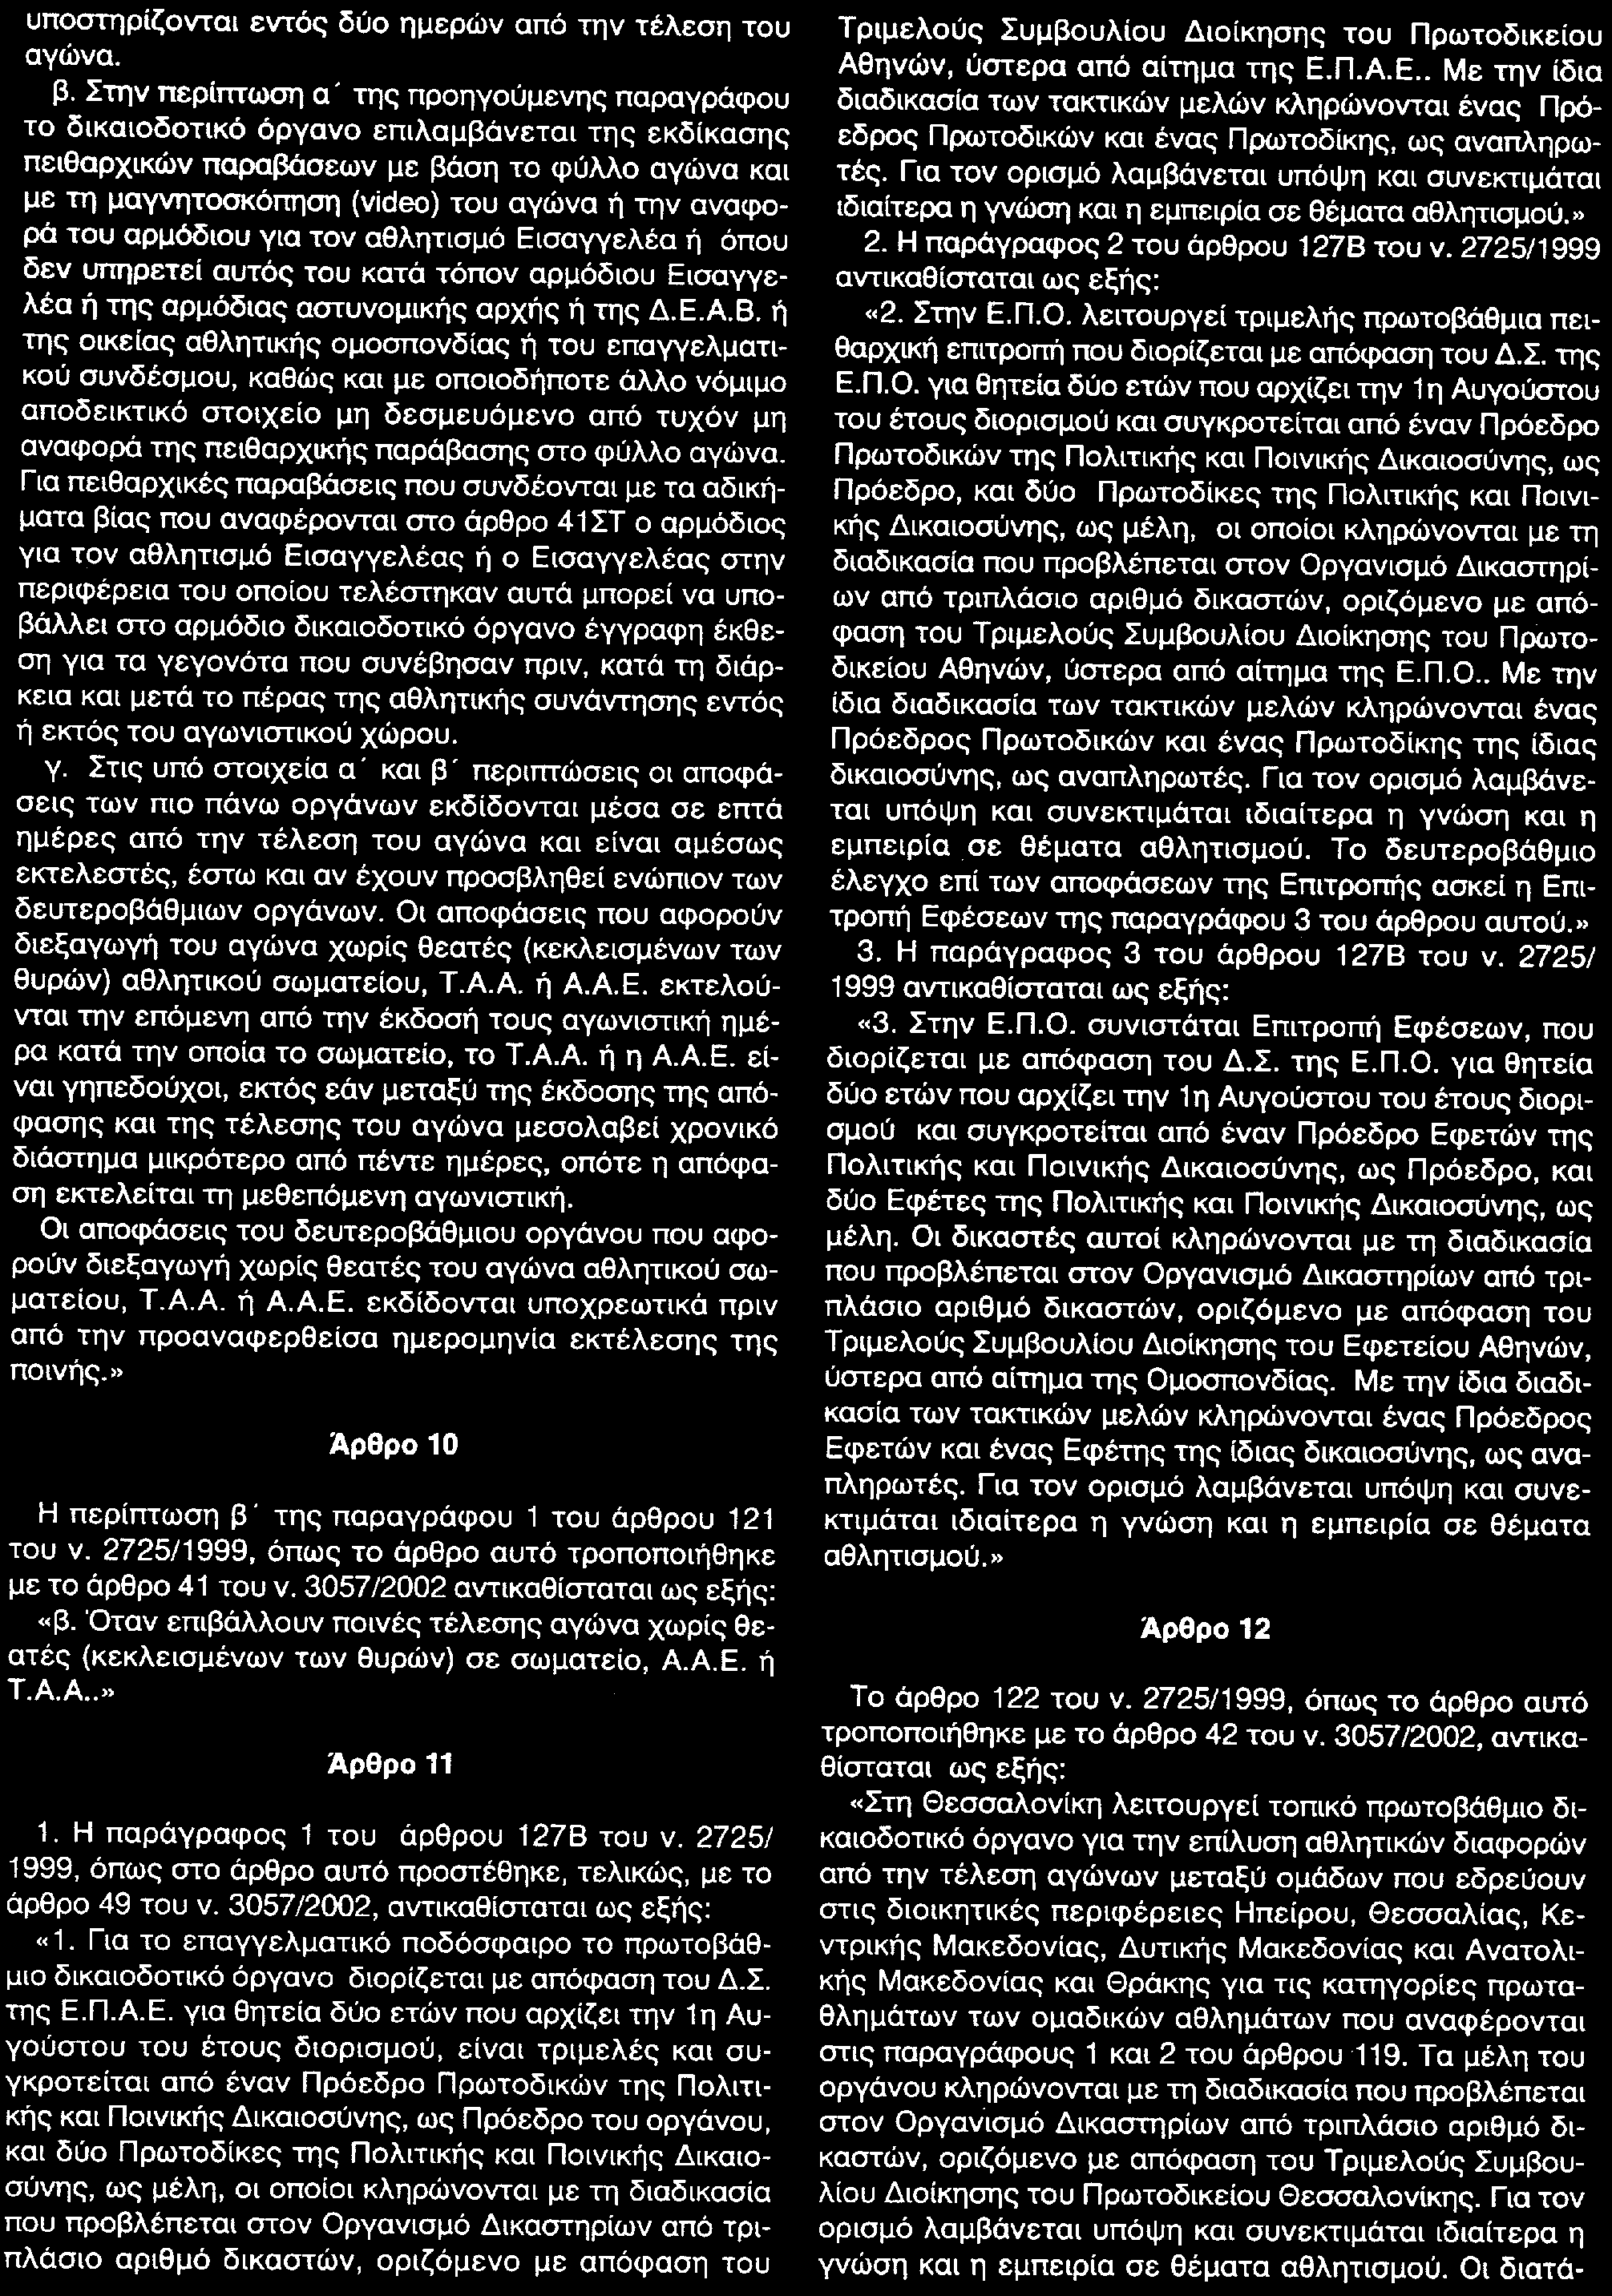 υποστηρίζονται εντός δύο ημερών από την τέλεση του
αγώνα.
β. Στην περίπτωση α΄ της προηγούμενης παραγράφου
το δικαιοδοτικό όργανο επιλαμβάνεται της εκδίκασης
πειθαρχικών παραβάσεων με βάση το φύλλο αγώνα και
με τη μαγνητοσκόπηση (video) του αγώνα ή την αναφο-
ρά του αρμόδιου για τον αθλητισμό Εισαγγελέα ή όπου
δεν υπηρετεί αυτός του κατά τόπον αρμόδιου Εισαγγε-
λέα ή της αρμόδιας αστυνομικής αρχής ή της Δ.Ε.Α.Β. ή
της οικείας αθλητικής ομοσπονδίας ή του επαγγελματι-
κού συνδέσμου, καθώς και με οποιοδήποτε άλλο νόμιμο
αποδεικτικό στοιχείο μη δεσμευόμενο από τυχόν μη
αναφορά της πειθαρχικής παράβασης στο φύλλο αγώνα.
Για πειθαρχικές παραβάσεις που συνδέονται με τα αδική-
ματα βίας που αναφέρονται στο άρθρο 41ΣΤ ο αρμόδιος
για τον αθλητισμό Εισαγγελέας ή ο Εισαγγελέας στην
περιφέρεια του οποίου τελέστηκαν αυτά μπορεί να υπο-
βάλλει στο αρμόδιο δικαιοδοτικό όργανο έγγραφη έκθε-
ση για τα γεγονότα που συνέβησαν πριν, κατά τη διάρ-
κεια και μετά το πέρας της αθλητικής συνάντησης εντός
ή εκτός του αγωνιστικού χώρου.
γ. Στις υπό στοιχεία α΄ και β΄ περιπτώσεις οι αποφά-
σεις των πιο πάνω οργάνων εκδίδονται μέσα σε επτά
ημέρες από την τέλεση του αγώνα και είναι αμέσως
εκτελεστές, έστω και αν έχουν προσβληθεί ενώπιον των
δευτεροβάθμιων οργάνων. Οι αποφάσεις που αφορούν
διεξαγωγή του αγώνα χωρίς θεατές (κεκλεισμένων των
θυρών) αθλητικού σωματείου, Τ.Α.Α. ή Α.Α.Ε. εκτελού-
νται την επόμενη από την έκδοσή τους αγωνιστική ημέ-
ρα κατά την οποία το σωματείο, το Τ.Α.Α. ή η Α.Α.Ε. εί-
ναι γηπεδούχοι, εκτός εάν μεταξύ της έκδοσης της από-
φασης και της τέλεσης του αγώνα μεσολαβεί χρονικό
διάστημα μικρότερο από πέντε ημέρες, οπότε η απόφα-
ση εκτελείται τη μεθεπόμενη αγωνιστική.
Οι αποφάσεις του δευτεροβάθμιου οργάνου που αφο-
ρούν διεξαγωγή χωρίς θεατές του αγώνα αθλητικού σω-
ματείου, Τ.Α.Α. ή Α.Α.Ε. εκδίδονται υποχρεωτικά πριν
από την προαναφερθείσα ημερομηνία εκτέλεσης της
ποινής.»
Άρθρο 10
Η περίπτωση β΄ της παραγράφου 1 του άρθρου 121
του ν. 2725/1999, όπως το άρθρο αυτό τροποποιήθηκε
με το άρθρο 41 του ν. 3057/2002 αντικαθίσταται ως εξής:
«β. Όταν επιβάλλουν ποινές τέλεσης αγώνα χωρίς θε-
ατές (κεκλεισμένων των θυρών) σε σωματείο, Α.Α.Ε. ή
Τ.Α.Α..»
Άρθρο 11
1. Η παράγραφος 1 του άρθρου 127Β του ν. 2725/
1999, όπως στο άρθρο αυτό προστέθηκε, τελικώς, με το
άρθρο 49 του ν. 3057/2002, αντικαθίσταται ως εξής:
«1. Για το επαγγελματικό ποδόσφαιρο το πρωτοβάθ-
μιο δικαιοδοτικό όργανο διορίζεται με απόφαση του Δ.Σ.
της Ε.Π.Α.Ε. για θητεία δύο ετών που αρχίζει την 1η Αυ-
γούστου του έτους διορισμού, είναι τριμελές και συ-
γκροτείται από έναν Πρόεδρο Πρωτοδικών της Πολιτι-
κής και Ποινικής Δικαιοσύνης, ως Πρόεδρο του οργάνου,
και δύο Πρωτοδίκες της Πολιτικής και Ποινικής Δικαιο-
σύνης, ως μέλη, οι οποίοι κληρώνονται με τη διαδικασία
που προβλέπεται στον Οργανισμό Δικαστηρίων από τρι-
πλάσιο αριθμό δικαστών, οριζόμενο με απόφαση του
Τριμελούς Συμβουλίου Διοίκησης του Πρωτοδικείου
Αθηνών, ύστερα από αίτημα της Ε.Π.Α.Ε.. Με την ίδια
διαδικασία των τακτικών μελών κληρώνονται ένας Πρό-
εδρος Πρωτοδικών και ένας Πρωτοδίκης, ως αναπληρω-
τές. Για τον ορισμό λαμβάνεται υπόψη και συνεκτιμάται
ιδιαίτερα η γνώση και η εμπειρία σε θέματα αθλητισμού.»
2. Η παράγραφος 2 του άρθρου 127Β του ν. 2725/1999
αντικαθίσταται ως εξής:
«2. Στην Ε.Π.Ο. λειτουργεί τριμελής πρωτοβάθμια πει-
θαρχική επιτροπή που διορίζεται με απόφαση του Δ.Σ. της
Ε.Π.Ο. για θητεία δύο ετών που αρχίζει την 1η Αυγούστου
του έτους διορισμού και συγκροτείται από έναν Πρόεδρο
Πρωτοδικών της Πολιτικής και Ποινικής Δικαιοσύνης, ως
Πρόεδρο, και δύο Πρωτοδίκες της Πολιτικής και Ποινι-
κής Δικαιοσύνης, ως μέλη, οι οποίοι κληρώνονται με τη
διαδικασία που προβλέπεται στον Οργανισμό Δικαστηρί-
ων από τριπλάσιο αριθμό δικαστών, οριζόμενο με από-
φαση του Τριμελούς Συμβουλίου Διοίκησης του Πρωτο-
δικείου Αθηνών, ύστερα από αίτημα της Ε.Π.Ο.. Με την
ίδια διαδικασία των τακτικών μελών κληρώνονται ένας
Πρόεδρος Πρωτοδικών και ένας Πρωτοδίκης της ίδιας
δικαιοσύνης, ως αναπληρωτές. Για τον ορισμό λαμβάνε-
ται υπόψη και συνεκτιμάται ιδιαίτερα η γνώση και η
εμπειρία σε θέματα αθλητισμού. Το δευτεροβάθμιο
έλεγχο επί των αποφάσεων της Επιτροπής ασκεί η Επι-
τροπή Εφέσεων της παραγράφου 3 του άρθρου αυτού.»
3. Η παράγραφος 3 του άρθρου 127Β του ν. 2725/
1999 αντικαθίσταται ως εξής:
«3. Στην Ε.Π.Ο. συνιστάται Επιτροπή Εφέσεων, που
διορίζεται με απόφαση του Δ.Σ. της Ε.Π.Ο. για θητεία
δύο ετών που αρχίζει την 1η Αυγούστου του έτους διορι-
σμού και συγκροτείται από έναν Πρόεδρο Εφετών της
Πολιτικής και Ποινικής Δικαιοσύνης, ως Πρόεδρο, και
δύο Εφέτες της Πολιτικής και Ποινικής Δικαιοσύνης, ως
μέλη. Οι δικαστές αυτοί κληρώνονται με τη διαδικασία
που προβλέπεται στον Οργανισμό Δικαστηρίων από τρι-
πλάσιο αριθμό δικαστών, οριζόμενο με απόφαση του
Τριμελούς Συμβουλίου Διοίκησης του Εφετείου Αθηνών,
ύστερα από αίτημα της Ομοσπονδίας. Με την ίδια διαδι-
κασία των τακτικών μελών κληρώνονται ένας Πρόεδρος
Εφετών και ένας Εφέτης της ίδιας δικαιοσύνης, ως ανα-
πληρωτές. Για τον ορισμό λαμβάνεται υπόψη και συνε-
κτιμάται ιδιαίτερα η γνώση και η εμπειρία σε θέματα
αθλητισμού.»
Άρθρο 12
Το άρθρο 122 του ν. 2725/1999, όπως το άρθρο αυτό
τροποποιήθηκε με το άρθρο 42 του ν. 3057/2002, αντικα-
θίσταται ως εξής:
«Στη Θεσσαλονίκη λειτουργεί τοπικό πρωτοβάθμιο δι-
καιοδοτικό όργανο για την επίλυση αθλητικών διαφορών
από την τέλεση αγώνων μεταξύ ομάδων που εδρεύουν
στις διοικητικές περιφέρειες Ηπείρου, Θεσσαλίας, Κε-
ντρικής Μακεδονίας, Δυτικής Μακεδονίας και Ανατολι-
κής Μακεδονίας και Θράκης για τις κατηγορίες πρωτα-
θλημάτων των ομαδικών αθλημάτων που αναφέρονται
στις παραγράφους 1 και 2 του άρθρου 119. Τα μέλη του
οργάνου κληρώνονται με τη διαδικασία που προβλέπεται
στον Οργανισμό Δικαστηρίων από τριπλάσιο αριθμό δι-
καστών, οριζόμενο με απόφαση του Τριμελούς Συμβου-
λίου Διοίκησης του Πρωτοδικείου Θεσσαλονίκης. Για τον
ορισμό λαμβάνεται υπόψη και συνεκτιμάται ιδιαίτερα η
γνώση και η εμπειρία σε θέματα αθλητισμού. Οι διατά-